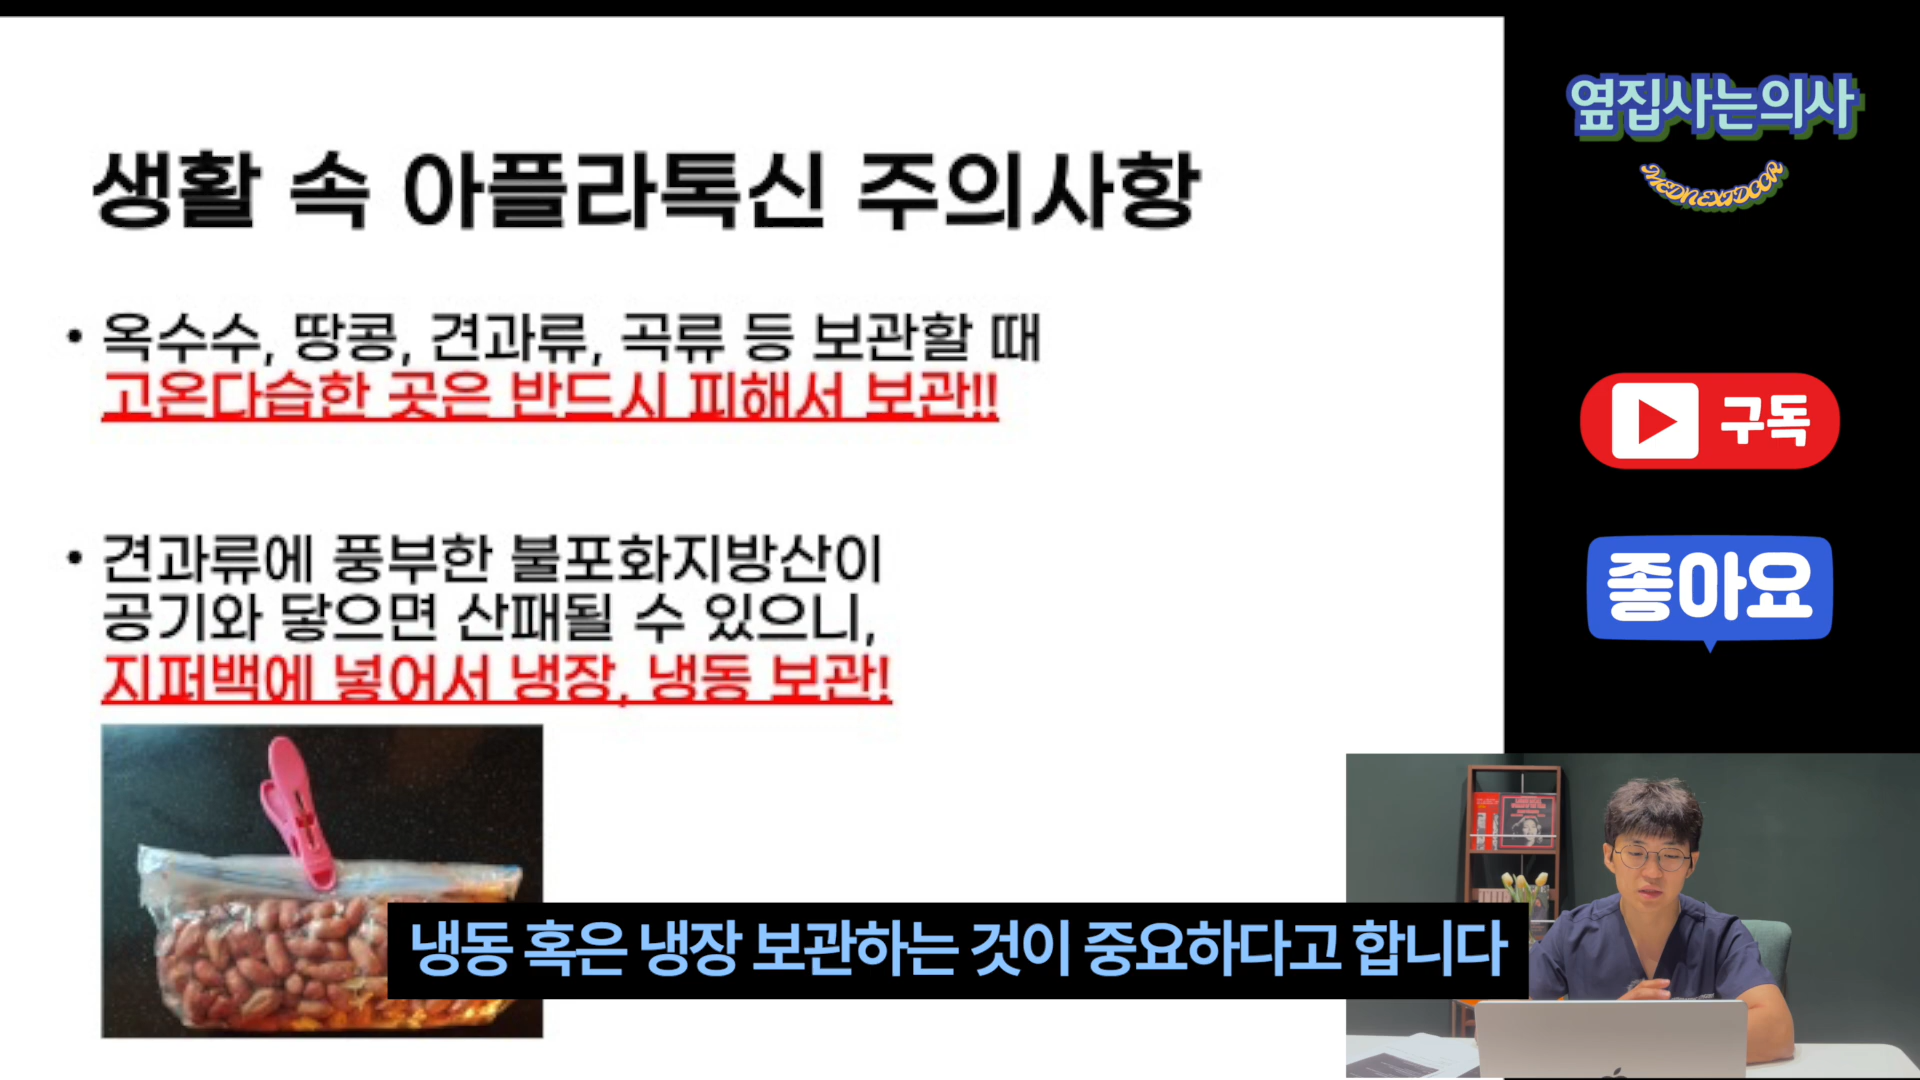 생활 속 아플라톡신 주의사항
• 옥수수, 땅콩, 견과류, 곡류 등 보관할 때
고온다습한 곳은 반드시 피해서 보관!!
• 견과류에 풍부한 불포화지방산이
공기와 닿으면 산패될 수 있으니,
지퍼백에 넣어서 냉장, 냉동 보관!
냉동 혹은 냉장 보관하는 것이 중요하다고 합니다
옆집사는의사
MEDNEXTDOOR
구독
좋아요